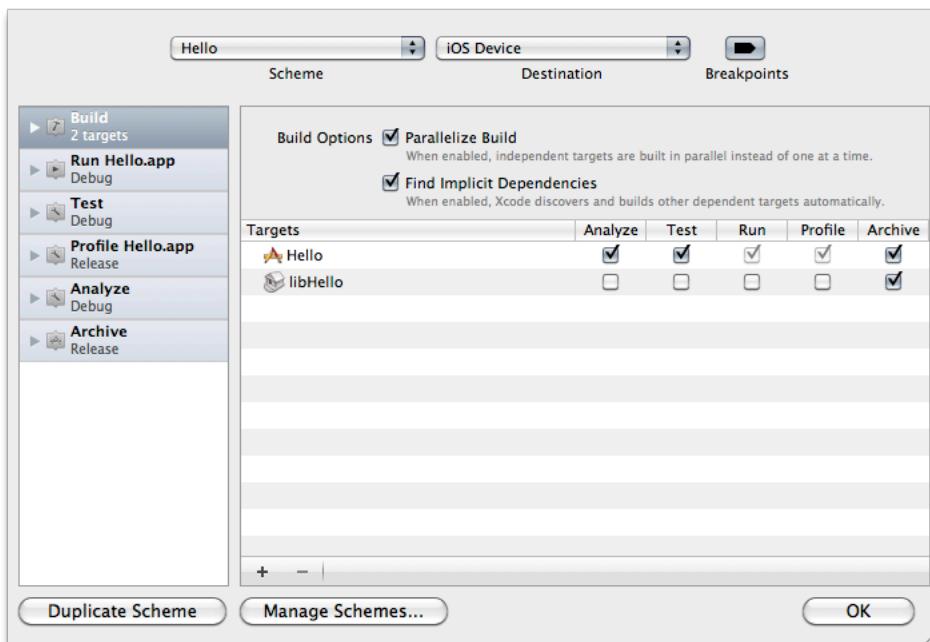 Hello
iOS Device
Scheme
Destination
Breakpoints
Build
2 targets
Run Hello.app
Debug
Test
Debug
Profile Hello.app
Release
Analyze
Debug
Archive
Release
Build Options
Parallelize Build
When enabled, independent targets are built in parallel instead of one at a time.
Find Implicit Dependencies
When enabled, Xcode discovers and builds other dependent targets automatically.
Targets Analyze Test Run Profile Archive
Hello
libHello
Duplicate Scheme
Manage Schemes...
OK